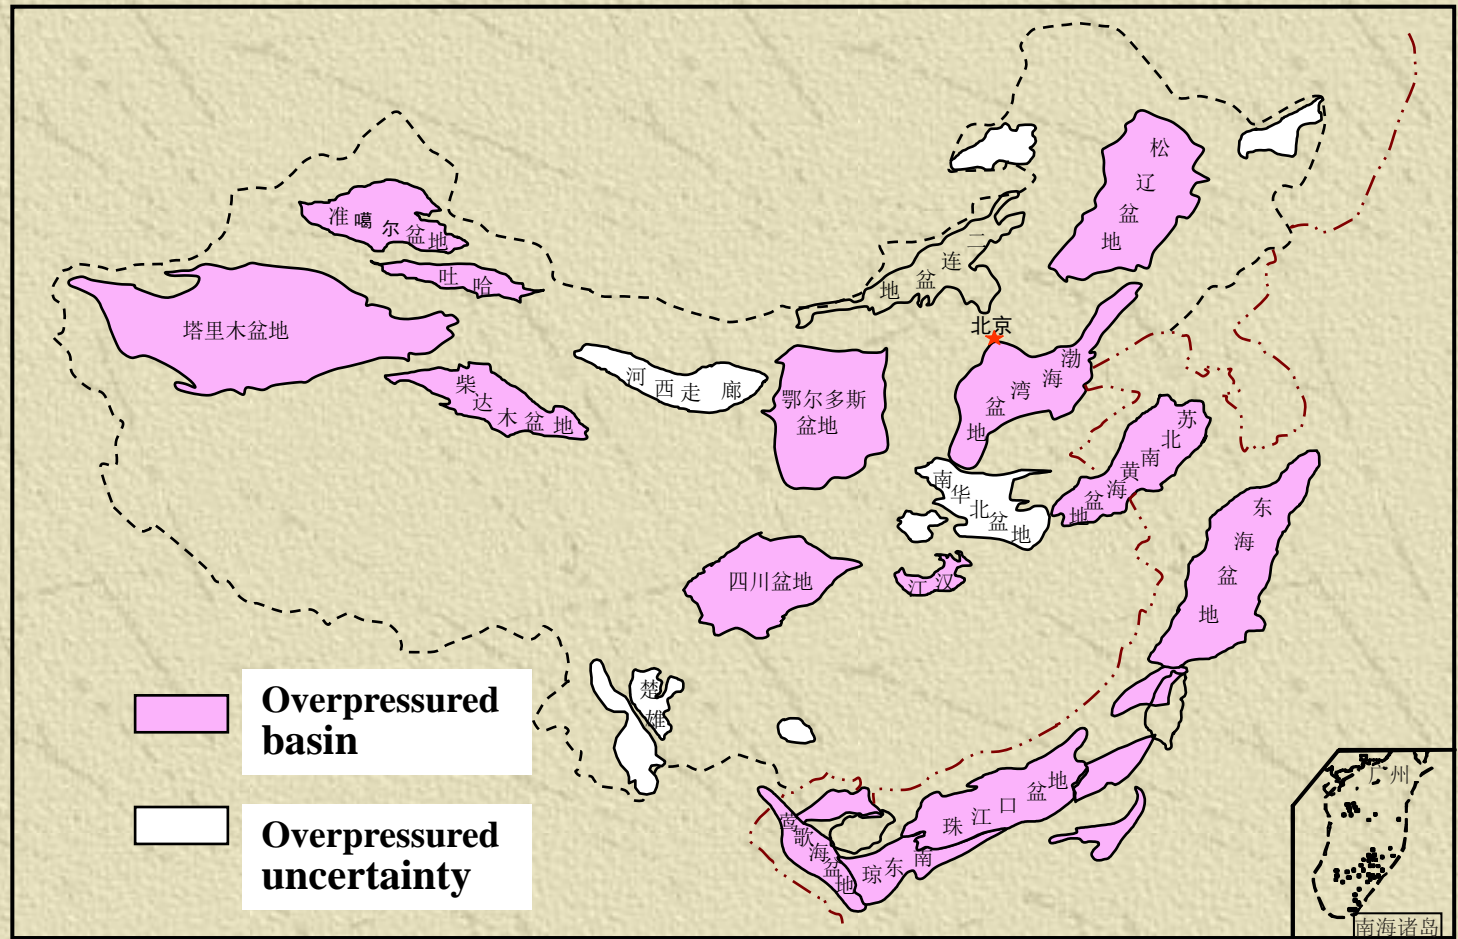 松辽盆地
准噶尔盆地
二连盆地
吐哈
塔里木盆地
北京
渤海湾盆地
河西走廊
柴达木盆地
鄂尔多斯
盆地
苏北南黄海盆地
南华北盆地
东海盆地
四川盆地
江汉
楚雄
Overpressured
basin
Overpressured
uncertainty
珠江口盆地
莺歌海盆地
琼东南
广州
南海诸岛